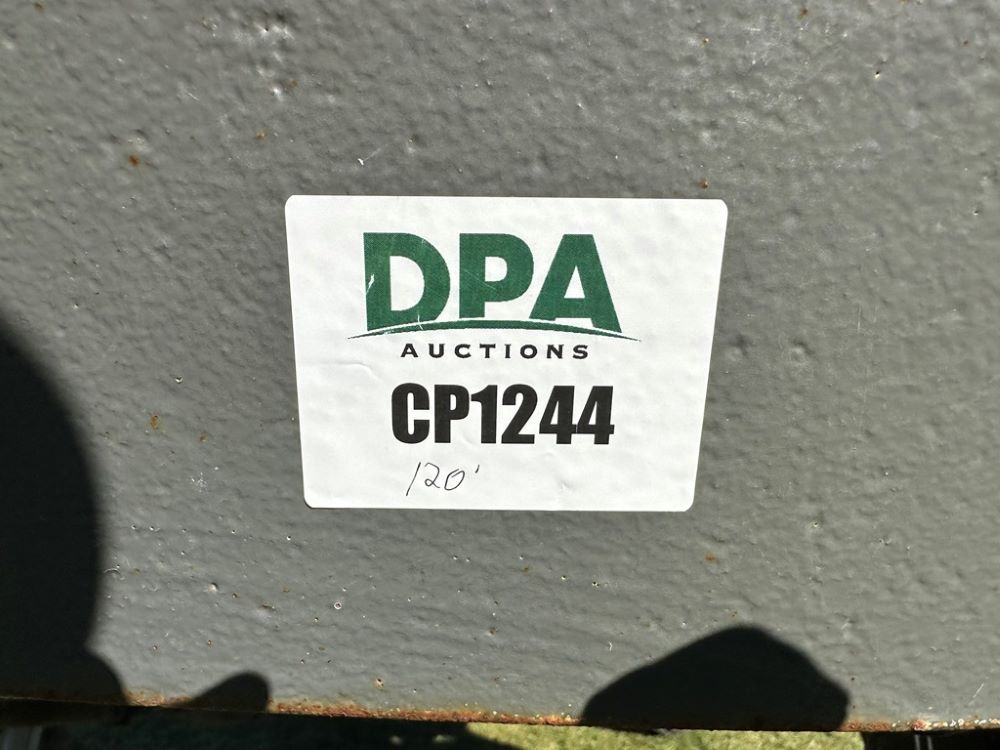 DPA
AUCTIONS
CP1244
120'